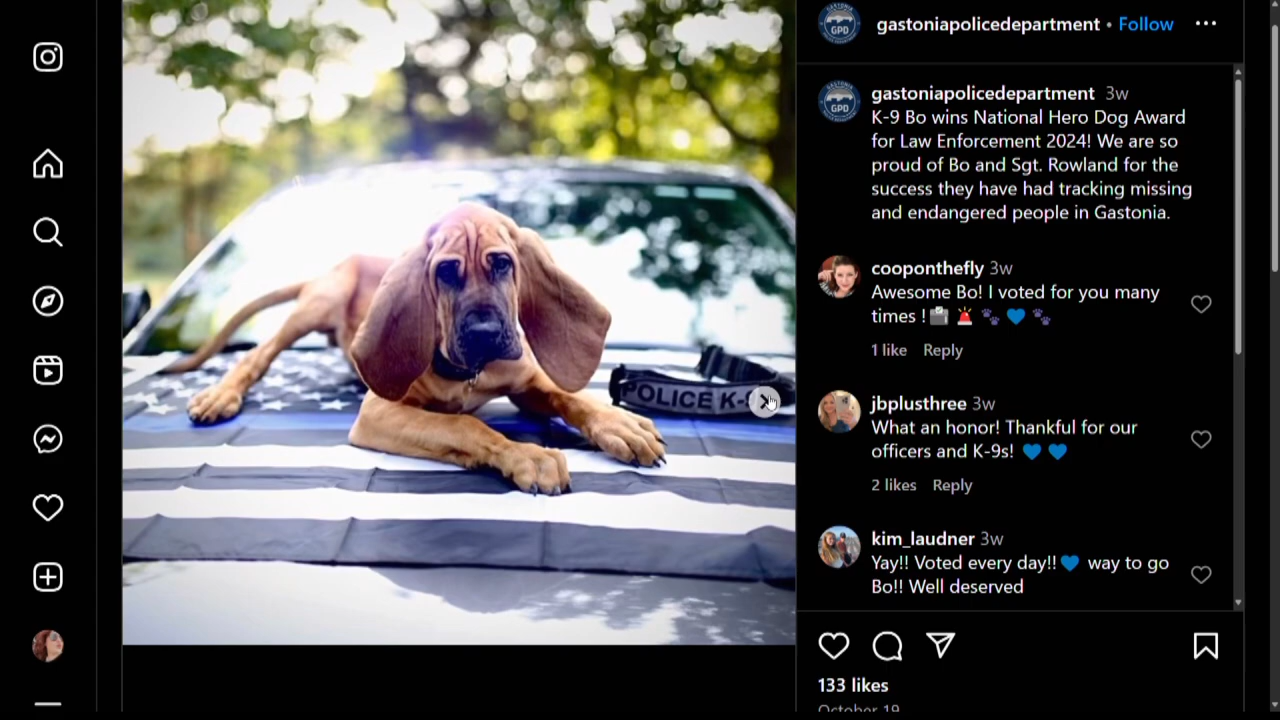 gastoniapolicedepartment • Follow
GPD
gastoniapolicedepartment 3w
GASTONIA
GPD
K-9 Bo wins National Hero Dog Award
for Law Enforcement 2024! We are so
proud of Bo and Sgt. Rowland for the
success they have had tracking missing
and endangered people in Gastonia.
cooponthefly 3w
Awesome Bo! I voted for you many
times !🗳️ 🚨 🐾 💙 🐾
1 like Reply
POLICE K-9
jbplusthree 3w
What an honor! Thankful for our
officers and K-9s! 💙 💙
2 likes Reply
kim_laudner 3w
Yay!! Voted every day!!💙 way to go
Bo!! Well deserved
133 likes
October 19